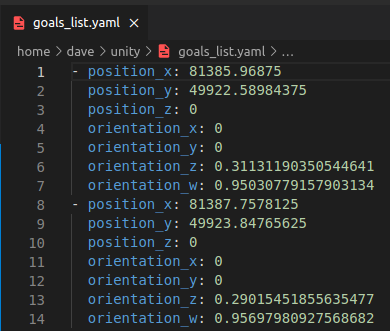 goals_list.yaml ×
home > dave > unity > goals_list.yaml > ...
1 - position_x: 81385.96875
2 position_y: 49922.58984375
3 position_z: 0
4 orientation_x: 0
5 orientation_y: 0
6 orientation_z: 0.31131190350544641
7 orientation_w: 0.95030779157903134
8 - position_x: 81387.7578125
9 position_y: 49923.84765625
10 position_z: 0
11 orientation_x: 0
12 orientation_y: 0
13 orientation_z: 0.29015451855635477
14 orientation_w: 0.95697980927568682